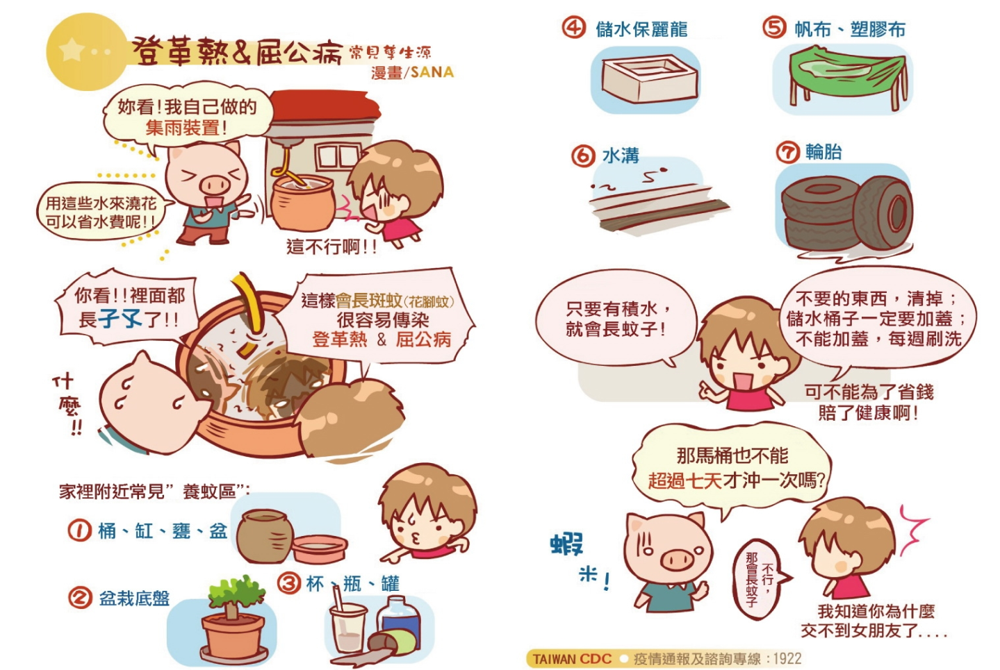 登革熱&屈公病 常見孳生源
漫畫/SANA
妳看!我自己做的
集雨裝置!
用這些水來澆花
可以省水費呢!!
這不行啊!!
你看!!裡面都
長孑孓了!!
這樣會長斑蚊(花腳蚊)
很容易傳染
登革熱 & 屈公病
什麼!!
家裡附近常見”養蚊區”:
① 桶、缸、甕、盆
② 盆栽底盤
③ 杯、瓶、罐
④ 儲水保麗龍
⑤ 帆布、塑膠布
⑥ 水溝
⑦ 輪胎
只要有積水，
就會長蚊子!
不要的東西，清掉；
儲水桶子一定要加蓋；
不能加蓋，每週刷洗
可不能為了省錢
賠了健康啊!
那馬桶也不能
超過七天才沖一次嗎?
蝦米!
不行，
那會長蚊子
我知道你為什麼
交不到女朋友了....
TAIWAN CDC ● 疫情通報及諮詢專線：1922